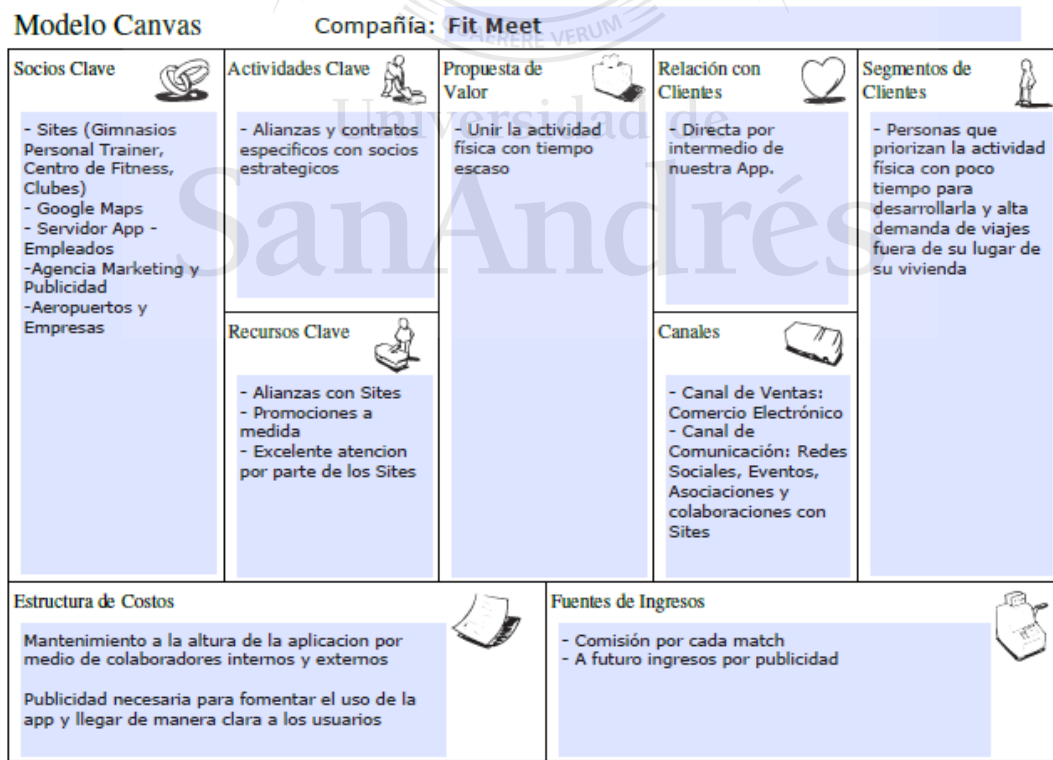 Modelo Canvas
Compañía: Fit Meet
QUAERERE VERUM
Universidad de
SanAndrés
Socios Clave
- Sites (Gimnasios
Personal Trainer,
Centro de Fitness,
Clubes)
- Google Maps
- Servidor App -
Empleados
-Agencia Marketing y
Publicidad
-Aeropuertos y
Empresas
Actividades Clave
- Alianzas y contratos
especificos con socios
estrategicos
Recursos Clave
- Alianzas con Sites
- Promociones a
medida
- Excelente atencion
por parte de los Sites
Propuesta de
Valor
- Unir la actividad
física con tiempo
escaso
Relación con
Clientes
- Directa por
intermedio de
nuestra App.
Canales
- Canal de Ventas:
Comercio Electrónico
- Canal de
Comunicación: Redes
Sociales, Eventos,
Asociaciones y
colaboraciones con
Sites
Segmentos de
Clientes
- Personas que
priorizan la actividad
física con poco
tiempo para
desarrollarla y alta
demanda de viajes
fuera de su lugar de
su vivienda
Estructura de Costos
Mantenimiento a la altura de la aplicacion por
medio de colaboradores internos y externos
Publicidad necesaria para fomentar el uso de la
app y llegar de manera clara a los usuarios
Fuentes de Ingresos
- Comisión por cada match
- A futuro ingresos por publicidad